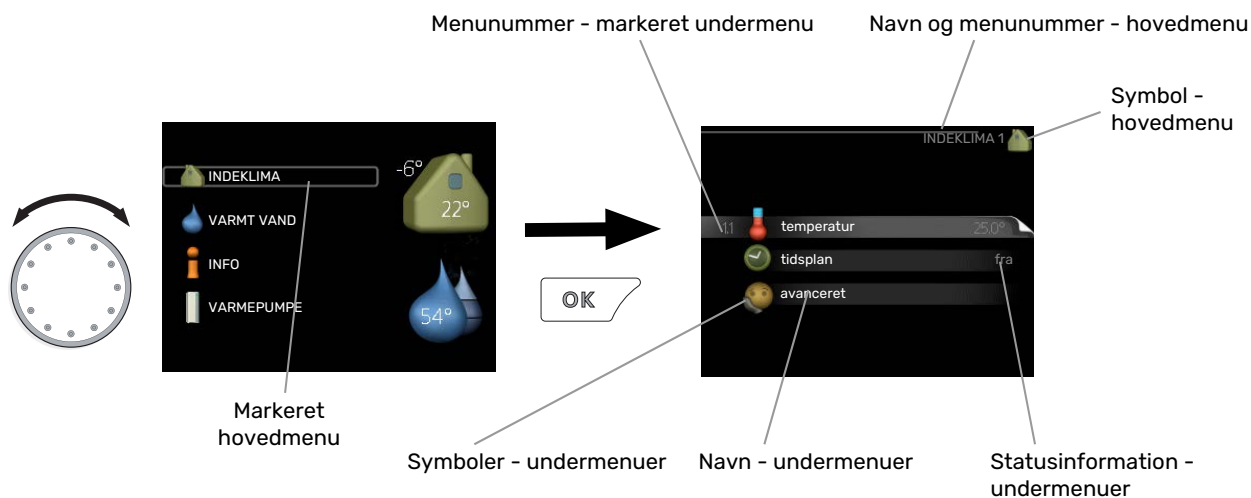 Menunummer - markeret undermenu
Navn og menunummer - hovedmenu
Symbol -
hovedmenu
INDEKLIMA
VARMT VAND
INFO
VARMEPUMPE
-6°
22°
54°
OK
INDEKLIMA 1
1.1 temperatur 25.0°
tidsplan fra
avanceret
Markeret
hovedmenu
Symboler - undermenuer
Navn - undermenuer
Statusinformation -
undermenuer